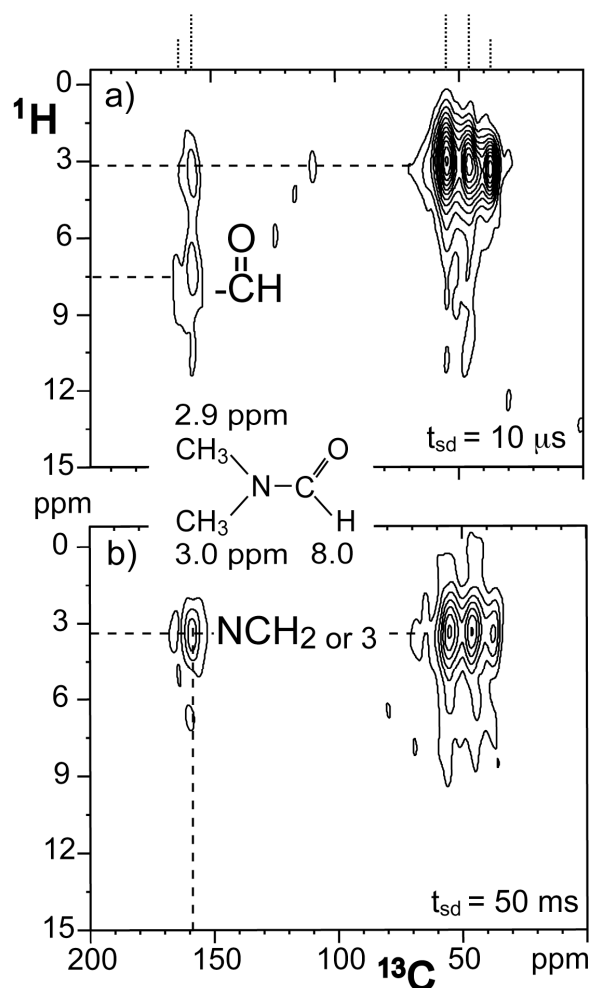 0
a)
¹H
3
6
O
-CH
9
12
2.9 ppm
CH₃
O
t_sd = 10 μs
15
N
C
ppm
CH₃
H
0
b)
3.0 ppm 8.0
3
NCH₂ or 3
6
9
12
t_sd = 50 ms
15
200 150 100 50 ppm
¹³C